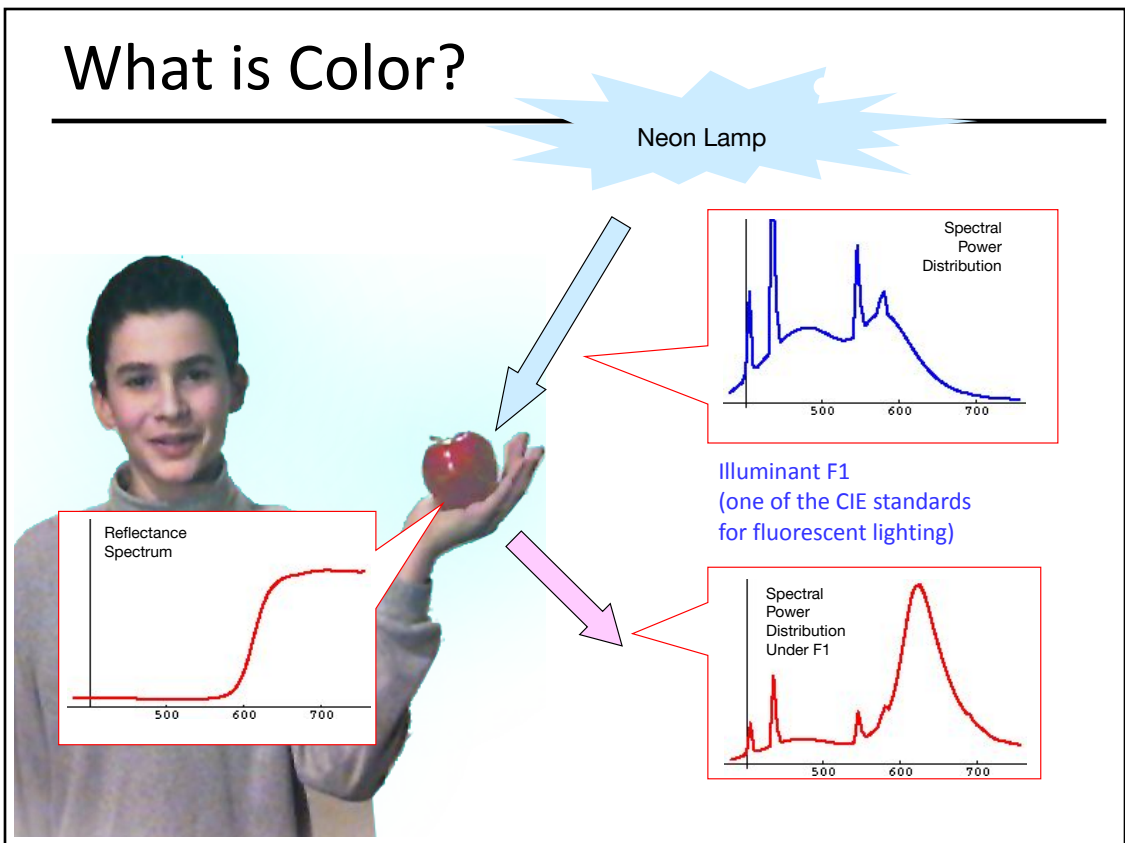 What is Color?
Neon Lamp
Spectral
Power
Distribution
500 600 700
Illuminant F1
(one of the CIE standards
for fluorescent lighting)
Reflectance
Spectrum
500 600 700
Spectral
Power
Distribution
Under F1
500 600 700